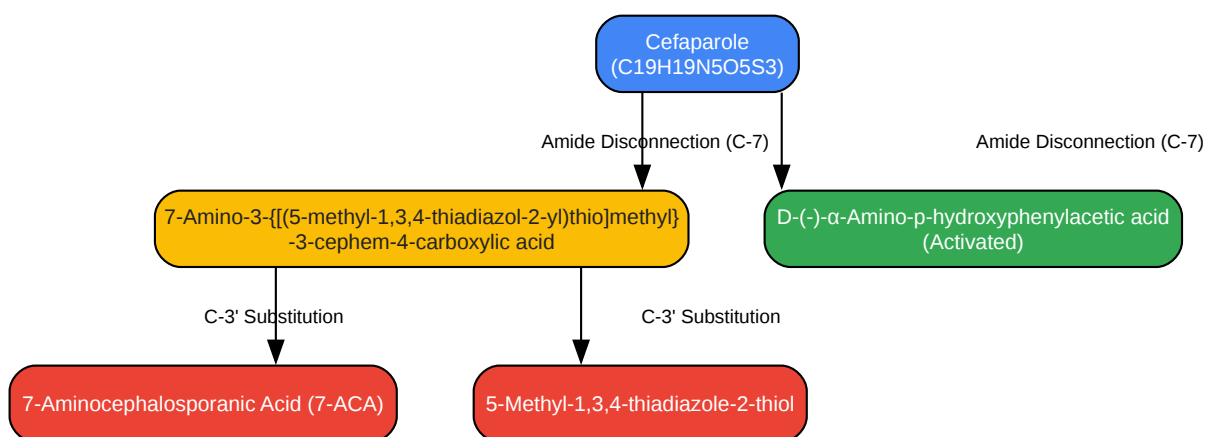 Cefaparole
(C19H19N5O5S3)
Amide Disconnection (C-7)
Amide Disconnection (C-7)
7-Amino-3-{[(5-methyl-1,3,4-thiadiazol-2-yl)thio]methyl}
-3-cephem-4-carboxylic acid
D-(-)-α-Amino-p-hydroxyphenylacetic acid
(Activated)
C-3' Substitution
C-3' Substitution
7-Aminocephalosporanic Acid (7-ACA)
5-Methyl-1,3,4-thiadiazole-2-thiol